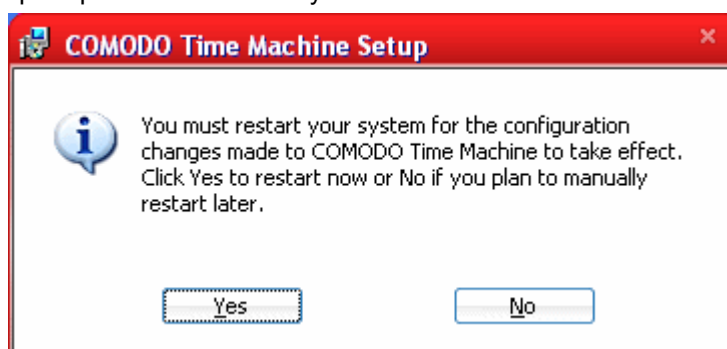 COMODO Time Machine Setup
You must restart your system for the configuration
changes made to COMODO Time Machine to take effect.
Click Yes to restart now or No if you plan to manually
restart later.
Yes
No